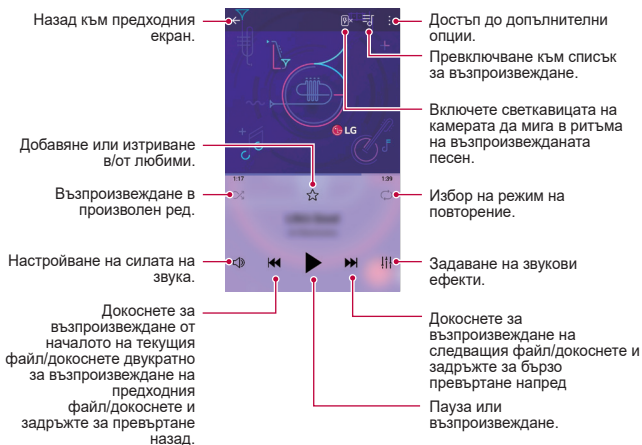 Назад към предходния
екран.
Добавяне или изтриване
в/от любими.
Възпроизвеждане в
произволен ред.
Настройване на силата на
звука.
Докоснете за
възпроизвеждане от
началото на текущия
файл/докоснете двукратно
за възпроизвеждане на
предходния
файл/докоснете и
задръжте за превъртане
назад.
LG
1:17
1:39
Достъп до допълнителни
опции.
Превключване към списък
за възпроизвеждане.
Включете светкавицата на
камерата да мига в ритъма
на възпроизвежданата
песен.
Избор на режим на
повторение.
Задаване на звукови
ефекти.
Докоснете за
възпроизвеждане на
следващия файл/докоснете и
задръжте за бързо
превъртане напред
Пауза или
възпроизвеждане.